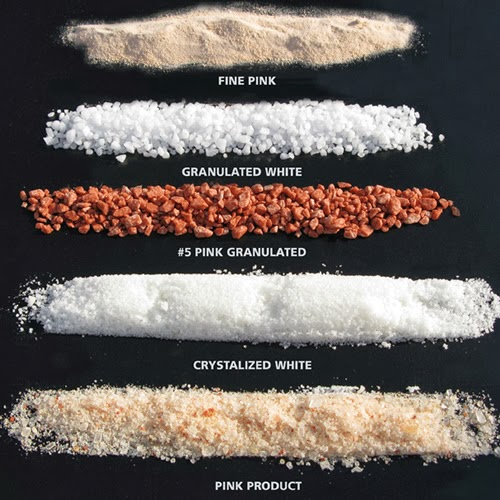 FINE PINK
GRANULATED WHITE
#5 PINK GRANULATED
CRYSTALIZED WHITE
PINK PRODUCT